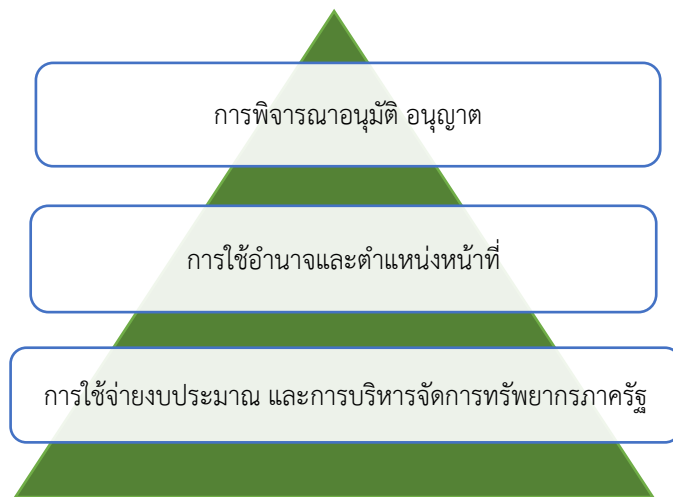 การพิจารณาอนุมัติ อนุญาต
การใช้อำนาจและตำแหน่งหน้าที่
การใช้จ่ายงบประมาณ และการบริหารจัดการทรัพยากรภาครัฐ